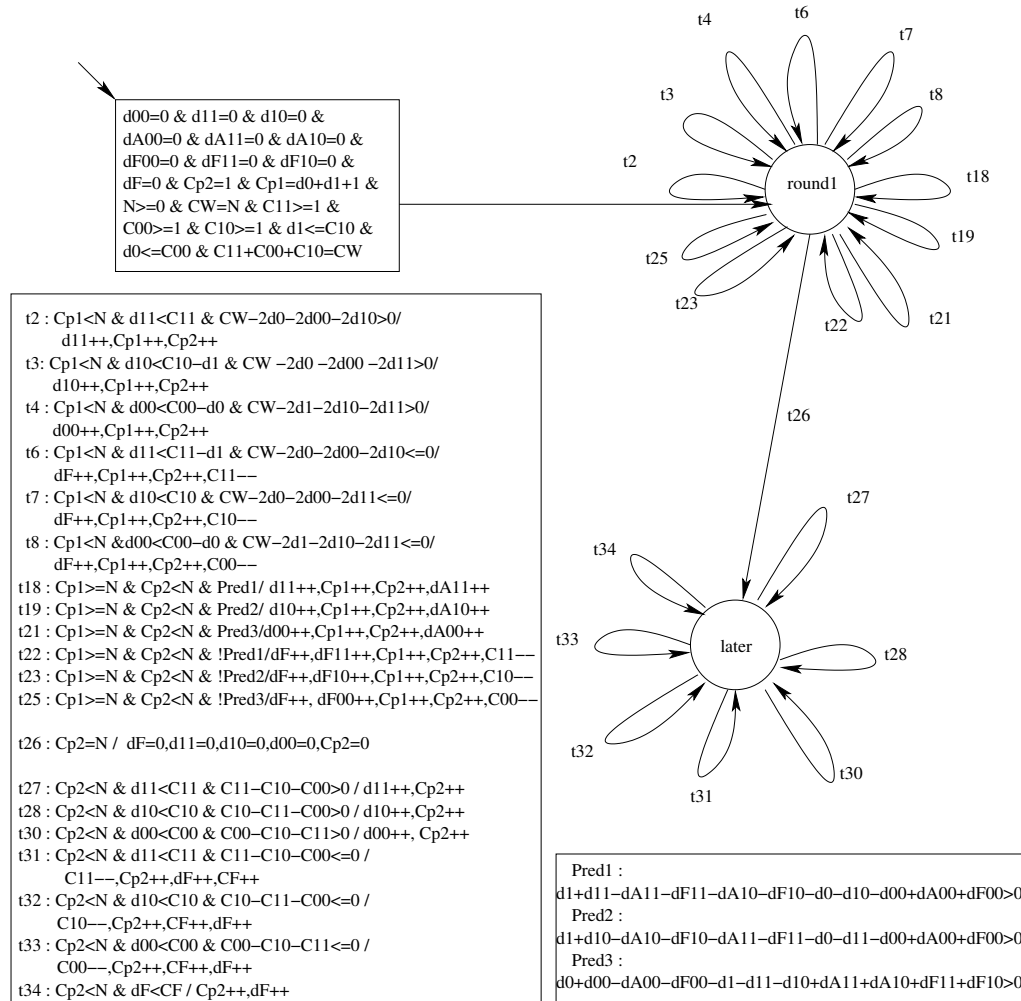 d00=0 & d11=0 & d10=0 &
dA00=0 & dA11=0 & dA10=0 &
dF00=0 & dF11=0 & dF10=0 &
dF=0 & Cp2=1 & Cp1=d0+d1+1 &
N>=0 & CW=N & C11>=1 &
C00>=1 & C10>=1 & d1<=C10 &
d0<=C00 & C11+C00+C10=CW
t2
t3
t4
t6
t7
t8
t18
t19
t21
t22
t23
t25
round1
t26
t2 : Cp1<N & d11<C11 & CW−2d0−2d00−2d10>0/
d11++,Cp1++,Cp2++
t3: Cp1<N & d10<C10−d1 & CW −2d0 −2d00 −2d11>0/
d10++,Cp1++,Cp2++
t4 : Cp1<N & d00<C00−d0 & CW−2d1−2d10−2d11>0/
d00++,Cp1++,Cp2++
t6 : Cp1<N & d11<C11−d1 & CW−2d0−2d00−2d10<=0/
dF++,Cp1++,Cp2++,C11−−
t7 : Cp1<N & d10<C10 & CW−2d0−2d00−2d11<=0/
dF++,Cp1++,Cp2++,C10−−
t8 : Cp1<N &d00<C00−d0 & CW−2d1−2d10−2d11<=0/
dF++,Cp1++,Cp2++,C00−−
t18 : Cp1>=N & Cp2<N & Pred1/ d11++,Cp1++,Cp2++,dA11++
t19 : Cp1>=N & Cp2<N & Pred2/ d10++,Cp1++,Cp2++,dA10++
t21 : Cp1>=N & Cp2<N & Pred3/d00++,Cp1++,Cp2++,dA00++
t22 : Cp1>=N & Cp2<N & !Pred1/dF++,dF11++,Cp1++,Cp2++,C11−−
t23 : Cp1>=N & Cp2<N & !Pred2/dF++,dF10++,Cp1++,Cp2++,C10−−
t25 : Cp1>=N & Cp2<N & !Pred3/dF++, dF00++,Cp1++,Cp2++,C00−−
t26 : Cp2=N / dF=0,d11=0,d10=0,d00=0,Cp2=0
t27 : Cp2<N & d11<C11 & C11−C10−C00>0 / d11++,Cp2++
t28 : Cp2<N & d10<C10 & C10−C11−C00>0 / d10++,Cp2++
t30 : Cp2<N & d00<C00 & C00−C10−C11>0 / d00++, Cp2++
t31 : Cp2<N & d11<C11 & C11−C10−C00<=0 /
C11−−,Cp2++,dF++,CF++
t32 : Cp2<N & d10<C10 & C10−C11−C00<=0 /
C10−−,Cp2++,CF++,dF++
t33 : Cp2<N & d00<C00 & C00−C10−C11<=0 /
C00−−,Cp2++,CF++,dF++
t34 : Cp2<N & dF<CF / Cp2++,dF++
t27
t28
t30
t31
t32
t33
t34
later
Pred1 :
d1+d11−dA11−dF11−dA10−dF10−d0−d10−d00+dA00+dF00>0
Pred2 :
d1+d10−dA10−dF10−dA11−dF11−d0−d11−d00+dA00+dF00>0
Pred3 :
d0+d00−dA00−dF00−d1−d11−d10+dA11+dA10+dF11+dF10>0